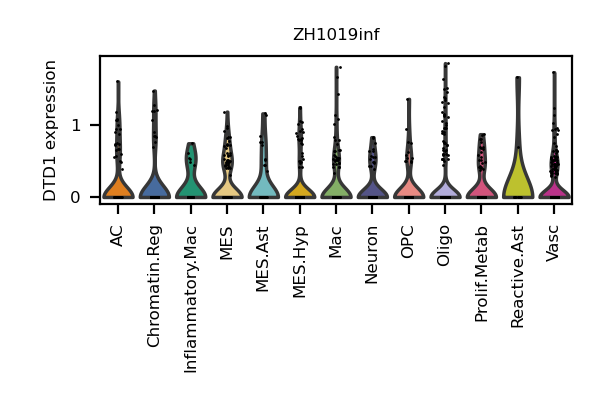 ZH1019inf
DTD1 expression
1
0
AC
Chromatin.Reg
Inflammatory.Mac
MES
MES.Ast
MES.Hyp
Mac
Neuron
OPC
Oligo
Prolif.Metab
Reactive.Ast
Vasc